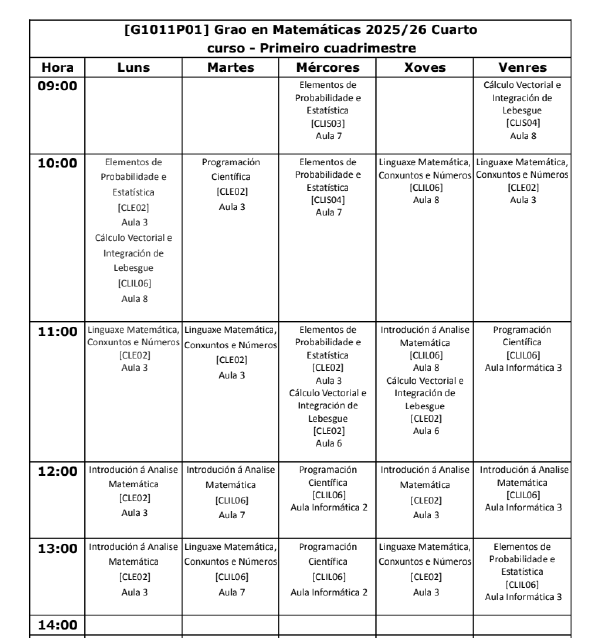 [G1011P01] Grao en Matemáticas 2025/26 Cuarto
curso - Primeiro cuadrimestre
Hora Luns Martes Mércores Xoves Venres
09:00
Elementos de
Probabilidade e
Estatística
[CLIS03]
Aula 7
Cálculo Vectorial e
Integración de
Lebesgue
[CLIS04]
Aula 8
10:00
Elementos de
Probabilidade e
Estatística
[CLE02]
Aula 3
Cálculo Vectorial e
Integración de
Lebesgue
[CLIL06]
Aula 8
Programación
Científica
[CLE02]
Aula 3
Elementos de
Probabilidade e
Estatística
[CLIS04]
Aula 7
Linguaxe Matemática,
Conxuntos e Números
[CLIL06]
Aula 8
Linguaxe Matemática,
Conxuntos e Números
[CLE02]
Aula 3
11:00
Linguaxe Matemática,
Conxuntos e Números
[CLE02]
Aula 3
Linguaxe Matemática,
Conxuntos e Números
[CLE02]
Aula 3
Elementos de
Probabilidade e
Estatística
[CLE02]
Aula 3
Cálculo Vectorial e
Integración de
Lebesgue
[CLE02]
Aula 6
Introdución á Analise
Matemática
[CLIL06]
Aula 8
Cálculo Vectorial e
Integración de
Lebesgue
[CLE02]
Aula 6
Programación
Científica
[CLIL06]
Aula Informática 3
12:00
Introdución á Analise
Matemática
[CLE02]
Aula 3
Introdución á Analise
Matemática
[CLIL06]
Aula 7
Programación
Científica
[CLIL06]
Aula Informática 2
Introdución á Analise
Matemática
[CLE02]
Aula 3
Introdución á Analise
Matemática
[CLIL06]
Aula Informática 3
13:00
Introdución á Analise
Matemática
[CLE02]
Aula 3
Linguaxe Matemática,
Conxuntos e Números
[CLIL06]
Aula 7
Programación
Científica
[CLIL06]
Aula Informática 2
Linguaxe Matemática,
Conxuntos e Números
[CLE02]
Aula 3
Elementos de
Probabilidade e
Estatística
[CLIL06]
Aula Informática 3
14:00